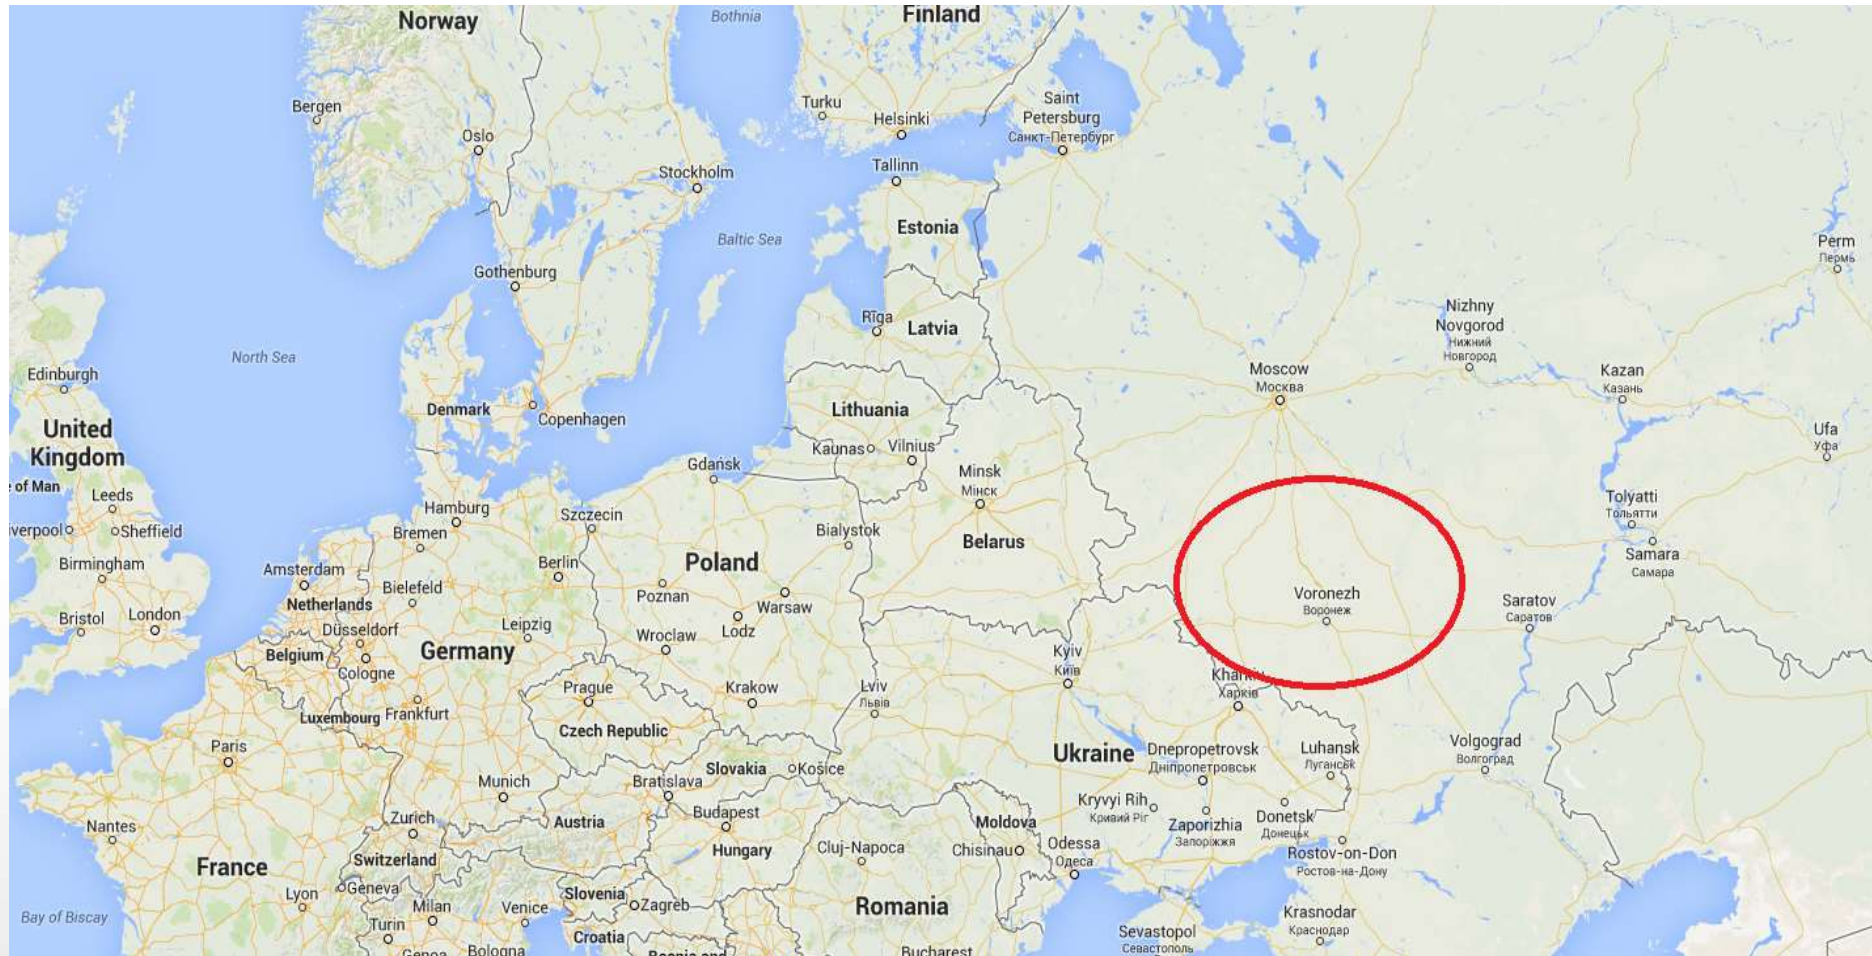 Norway
Bothnia
Finland
Bergen
Oslo
Turku
Helsinki
Saint
Petersburg
Санкт-Петербург
Tallinn
Stockholm
Estonia
Baltic Sea
Perm
Пермь
Gothenburg
Rīga
Latvia
Nizhny
Novgorod
Нижний
Новгород
North Sea
Edinburgh
Moscow
Москва
Kazan
Казань
Denmark
Copenhagen
Lithuania
United
Kingdom
Kaunas
Vilnius
Ufa
Уфа
Gdańsk
Minsk
Мінск
e of Man
Leeds
Tolyatti
Тольятти
Hamburg
Szczecin
iverpool
Sheffield
Bremen
Bialystok
Belarus
Birmingham
Amsterdam
Berlin
Poland
Samara
Самара
Bielefeld
Netherlands
Poznan
Warsaw
Voronezh
Воронеж
Saratov
Саратов
Bristol
London
Düsseldorf
Leipzig
Wroclaw
Lodz
Belgium
Germany
Kyiv
Київ
Cologne
Prague
Krakow
Lviv
Львів
Харків
Luxembourg
Frankfurt
Czech Republic
Paris
Ukraine
Dnepropetrovsk
Дніпропетровськ
Luhansk
Луганськ
Volgograd
Волгоград
Slovakia
Košice
Munich
Bratislava
Kryvyi Rih
Кривий Ріг
Budapest
Zurich
Austria
Nantes
Moldova
Zaporizhia
Запоріжжя
Donetsk
Донецьк
Hungary
Cluj-Napoca
Chisinau
Odessa
Одеса
Rostov-on-Don
Ростов-на-Дону
Switzerland
France
Geneva
Lyon
Slovenia
Zagreb
Milan
Venice
Romania
Bay of Biscay
Turin
Krasnodar
Краснодар
Croatia
Sevastopol
Севастополь
Genoa
Bologna
Bucharest